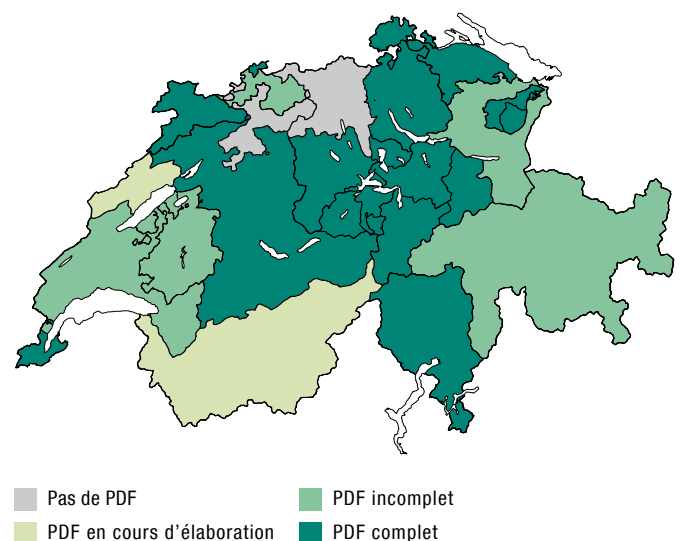 Pas de PDF
PDF en cours d’élaboration
PDF incomplet
PDF complet